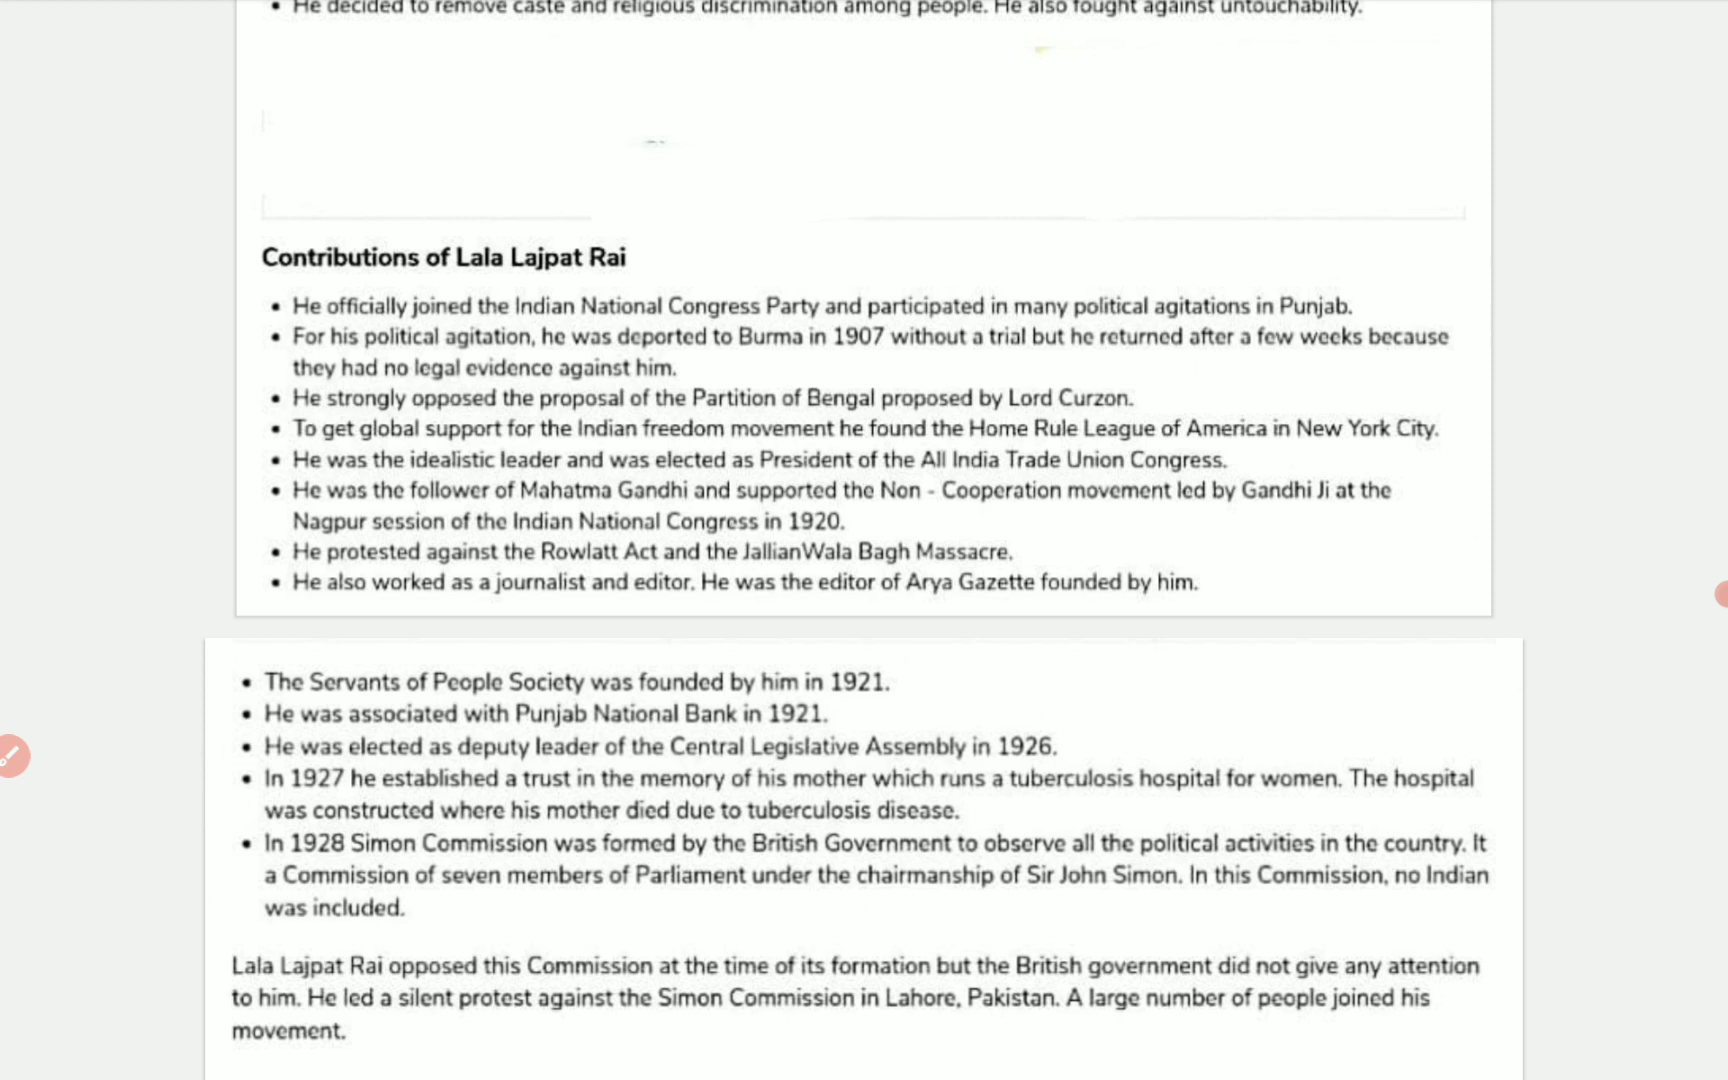 • He decided to remove caste and religious discrimination among people. He also fought against untouchability.
Contributions of Lala Lajpat Rai
• He officially joined the Indian National Congress Party and participated in many political agitations in Punjab.
• For his political agitation, he was deported to Burma in 1907 without a trial but he returned after a few weeks because
they had no legal evidence against him.
• He strongly opposed the proposal of the Partition of Bengal proposed by Lord Curzon.
• To get global support for the Indian freedom movement he found the Home Rule League of America in New York City.
• He was the idealistic leader and was elected as President of the All India Trade Union Congress.
• He was the follower of Mahatma Gandhi and supported the Non - Cooperation movement led by Gandhi Ji at the
Nagpur session of the Indian National Congress in 1920.
• He protested against the Rowlatt Act and the JallianWala Bagh Massacre.
• He also worked as a journalist and editor. He was the editor of Arya Gazette founded by him.
• The Servants of People Society was founded by him in 1921.
• He was associated with Punjab National Bank in 1921.
• He was elected as deputy leader of the Central Legislative Assembly in 1926.
• In 1927 he established a trust in the memory of his mother which runs a tuberculosis hospital for women. The hospital
was constructed where his mother died due to tuberculosis disease.
• In 1928 Simon Commission was formed by the British Government to observe all the political activities in the country. It
a Commission of seven members of Parliament under the chairmanship of Sir John Simon. In this Commission, no Indian
was included.
Lala Lajpat Rai opposed this Commission at the time of its formation but the British government did not give any attention
to him. He led a silent protest against the Simon Commission in Lahore, Pakistan. A large number of people joined his
movement.